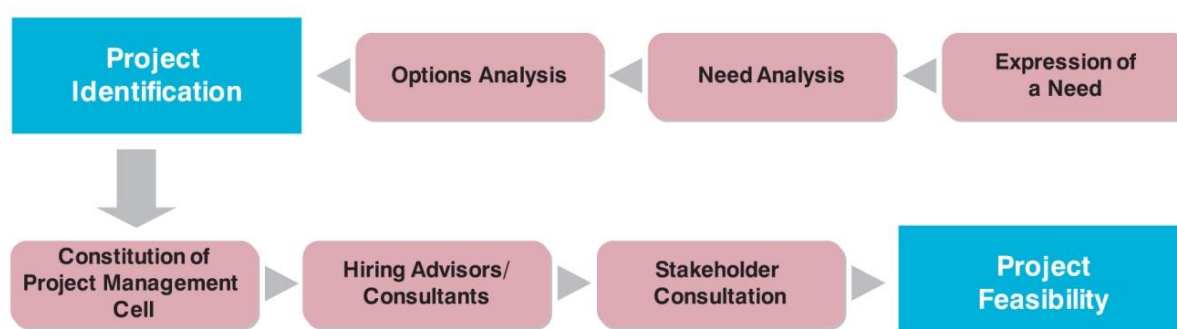 Project
Identification
Options Analysis
Need Analysis
Expression of
a Need
Constitution of
Project Management
Cell
Hiring Advisors/
Consultants
Stakeholder
Consultation
Project
Feasibility